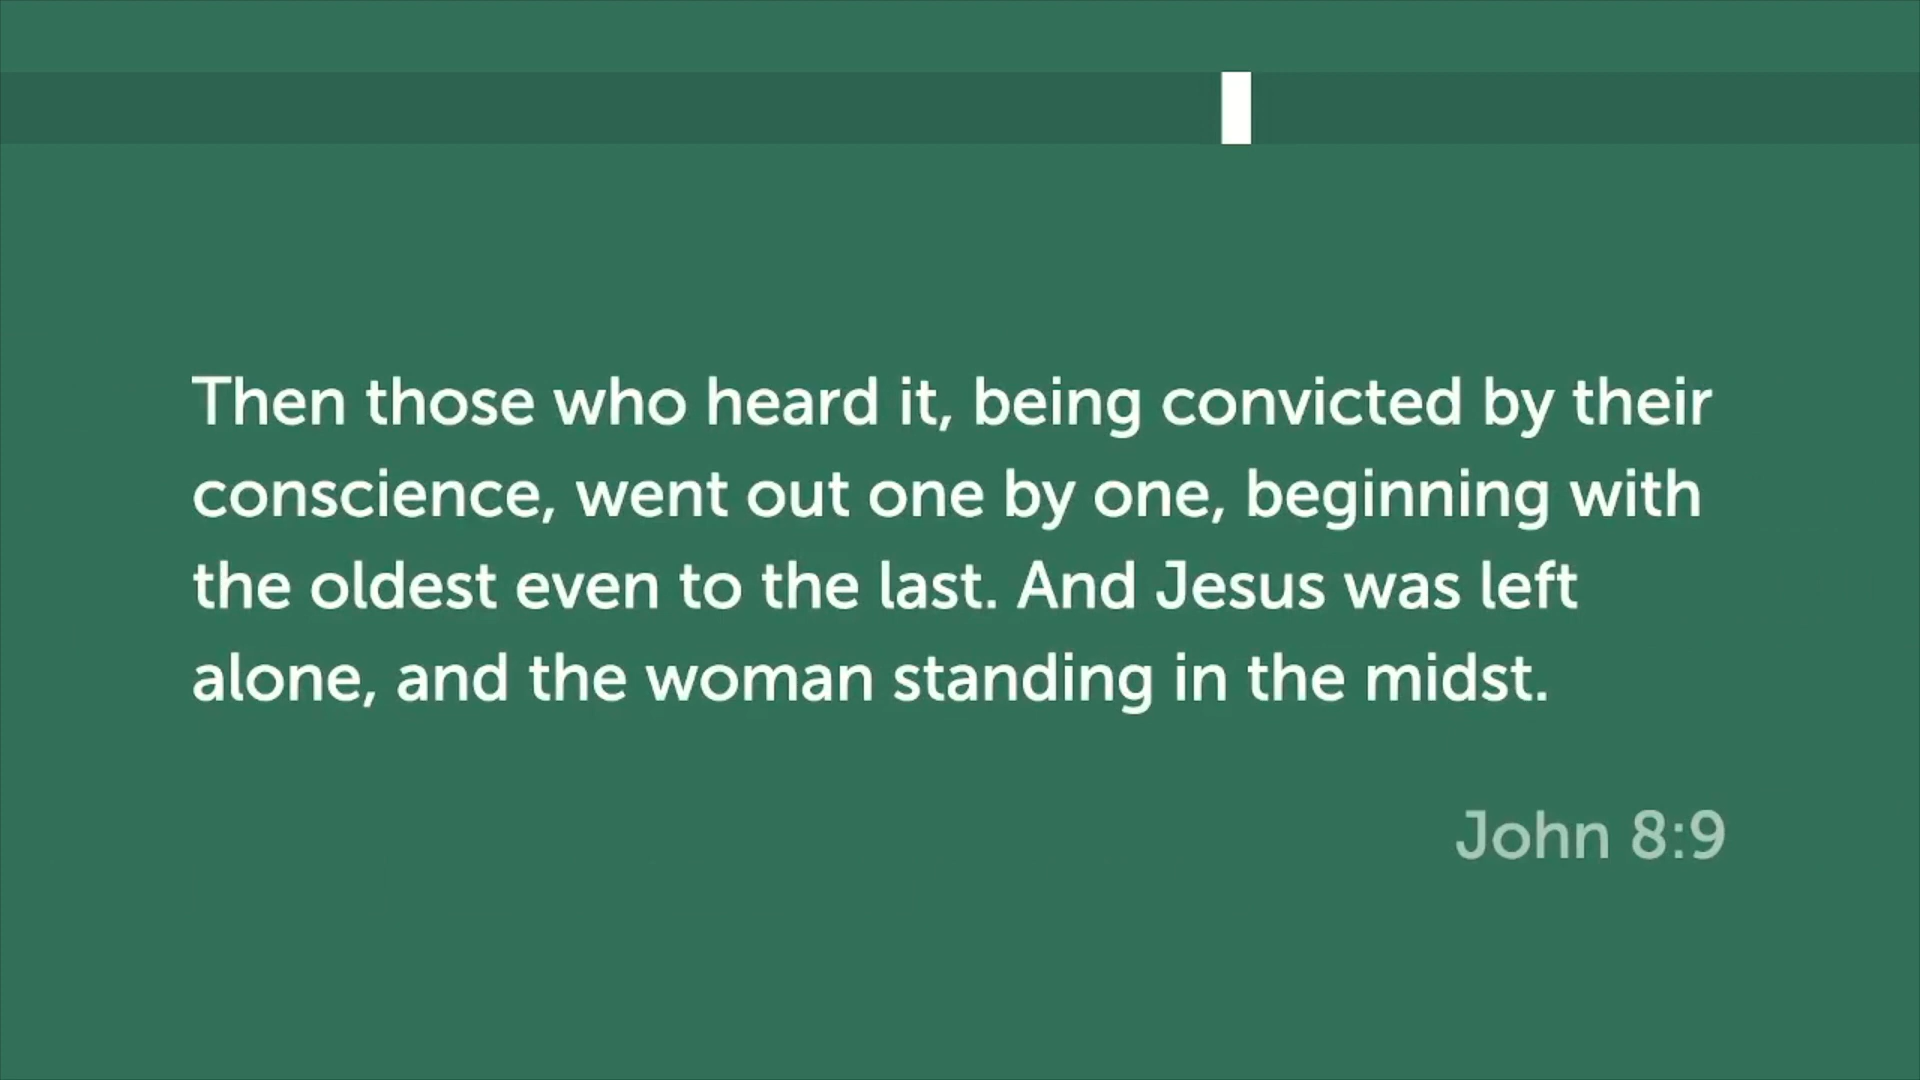 Then those who heard it, being convicted by their
conscience, went out one by one, beginning with
the oldest even to the last. And Jesus was left
alone, and the woman standing in the midst.
John 8:9